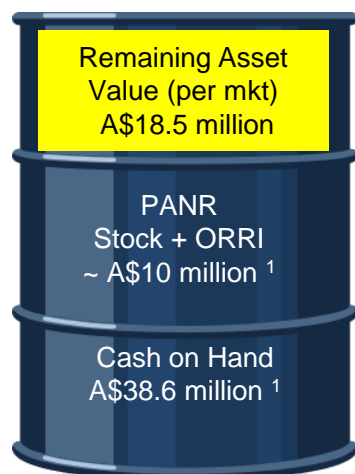 Remaining Asset
Value (per mkt)
A$18.5 million
PANR
Stock + ORRI
~ A$10 million 1
Cash on Hand
A$38.6 million 1